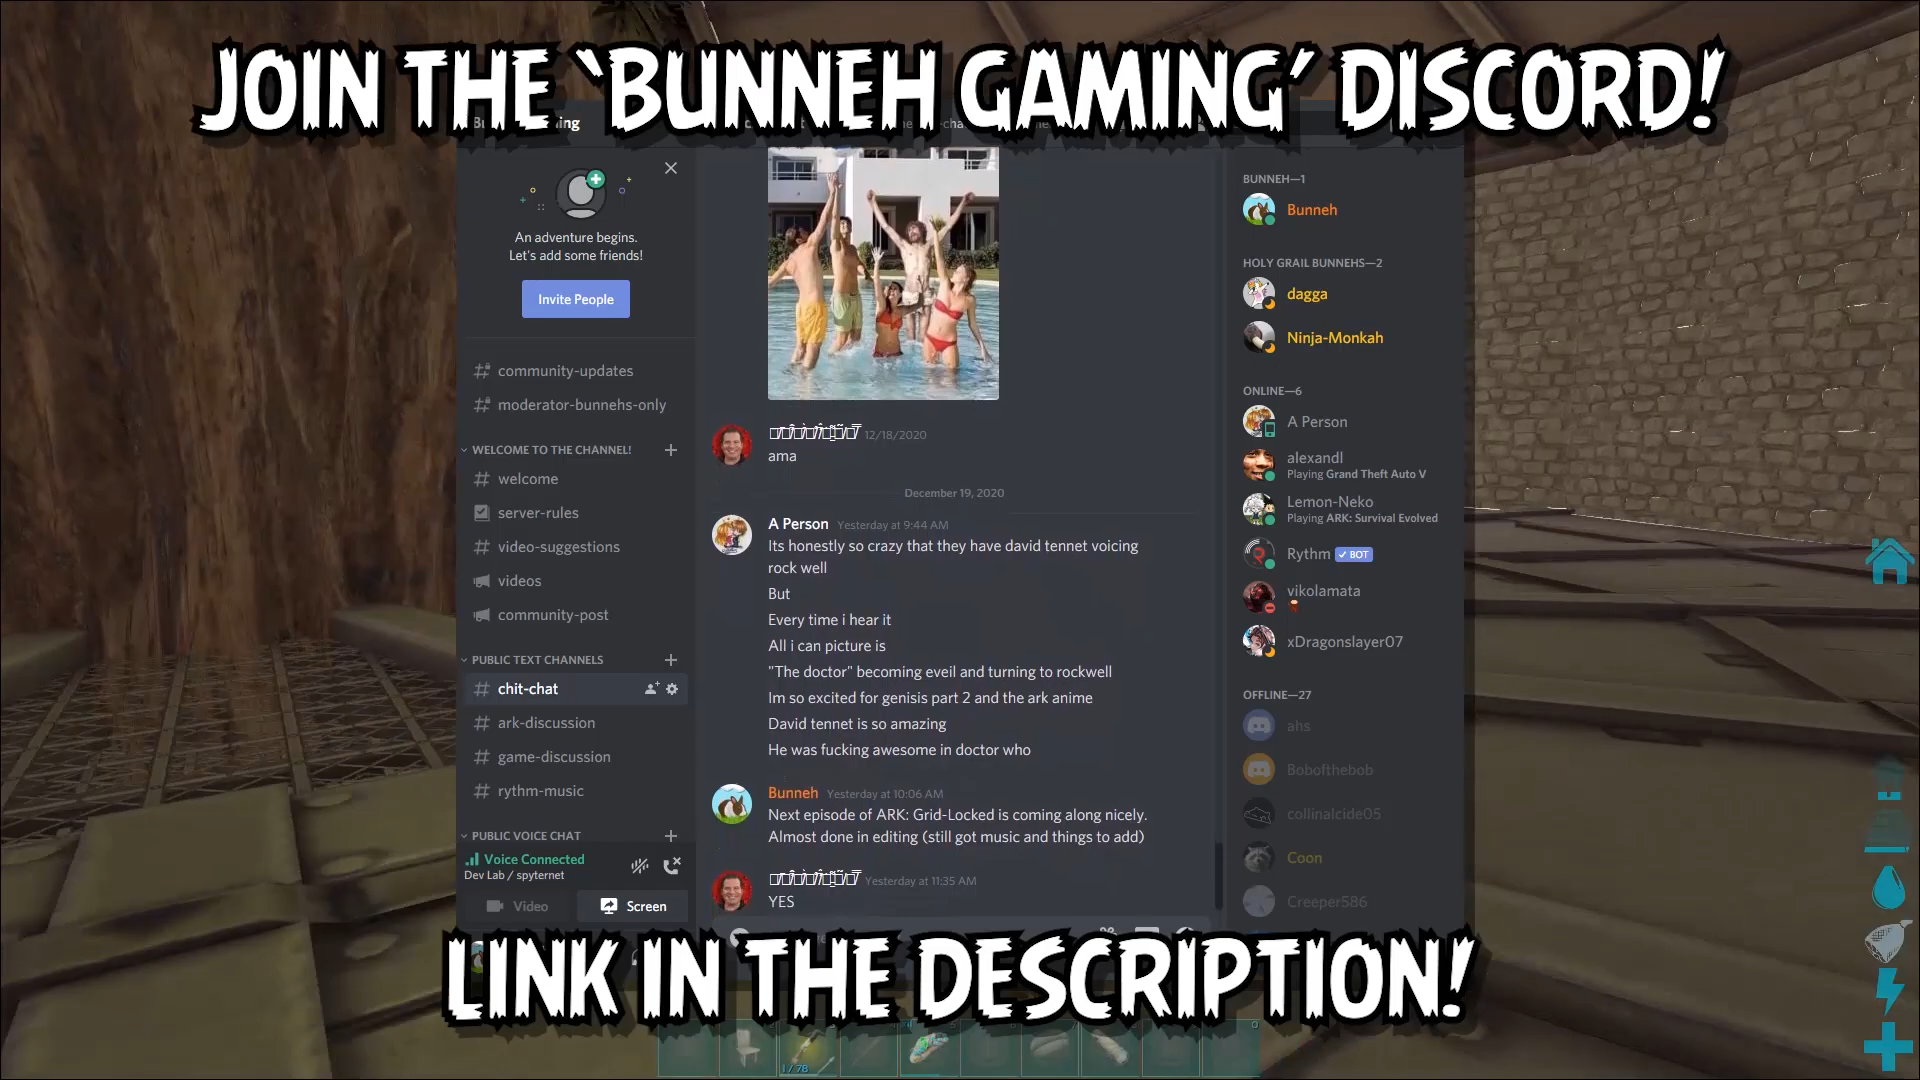 JOIN THE ‘BUNNEH GAMING’ DISCORD!
An adventure begins.
Let's add some friends!
Invite People
community-updates
moderator-bunnehs-only
WELCOME TO THE CHANNEL!
welcome
server-rules
video-suggestions
videos
community-post
PUBLIC TEXT CHANNELS
chit-chat
ark-discussion
game-discussion
rythm-music
PUBLIC VOICE CHAT
Voice Connected
Dev Lab / spyternet
Video
Screen
12/18/2020
ama
December 19, 2020
A Person Yesterday at 9:44 AM
Its honestly so crazy that they have david tennet voicing
rock well
But
Every time i hear it
All i can picture is
"The doctor" becoming eveil and turning to rockwell
Im so excited for genisis part 2 and the ark anime
David tennet is so amazing
He was fucking awesome in doctor who
Bunneh Yesterday at 10:06 AM
Next episode of ARK: Grid-Locked is coming along nicely.
Almost done in editing (still got music and things to add)
Yesterday at 11:35 AM
YES
BUNNEH—1
Bunneh
HOLY GRAIL BUNNEHS—2
dagga
Ninja-Monkah
ONLINE—6
A Person
alexandl
Playing Grand Theft Auto V
Lemon-Neko
Playing ARK: Survival Evolved
Rythm BOT
vikolamata
xDragonslayer07
OFFLINE—27
ahs
Bobofthebob
collinalcide05
Coon
Creeper586
LINK IN THE DESCRIPTION!
1/78